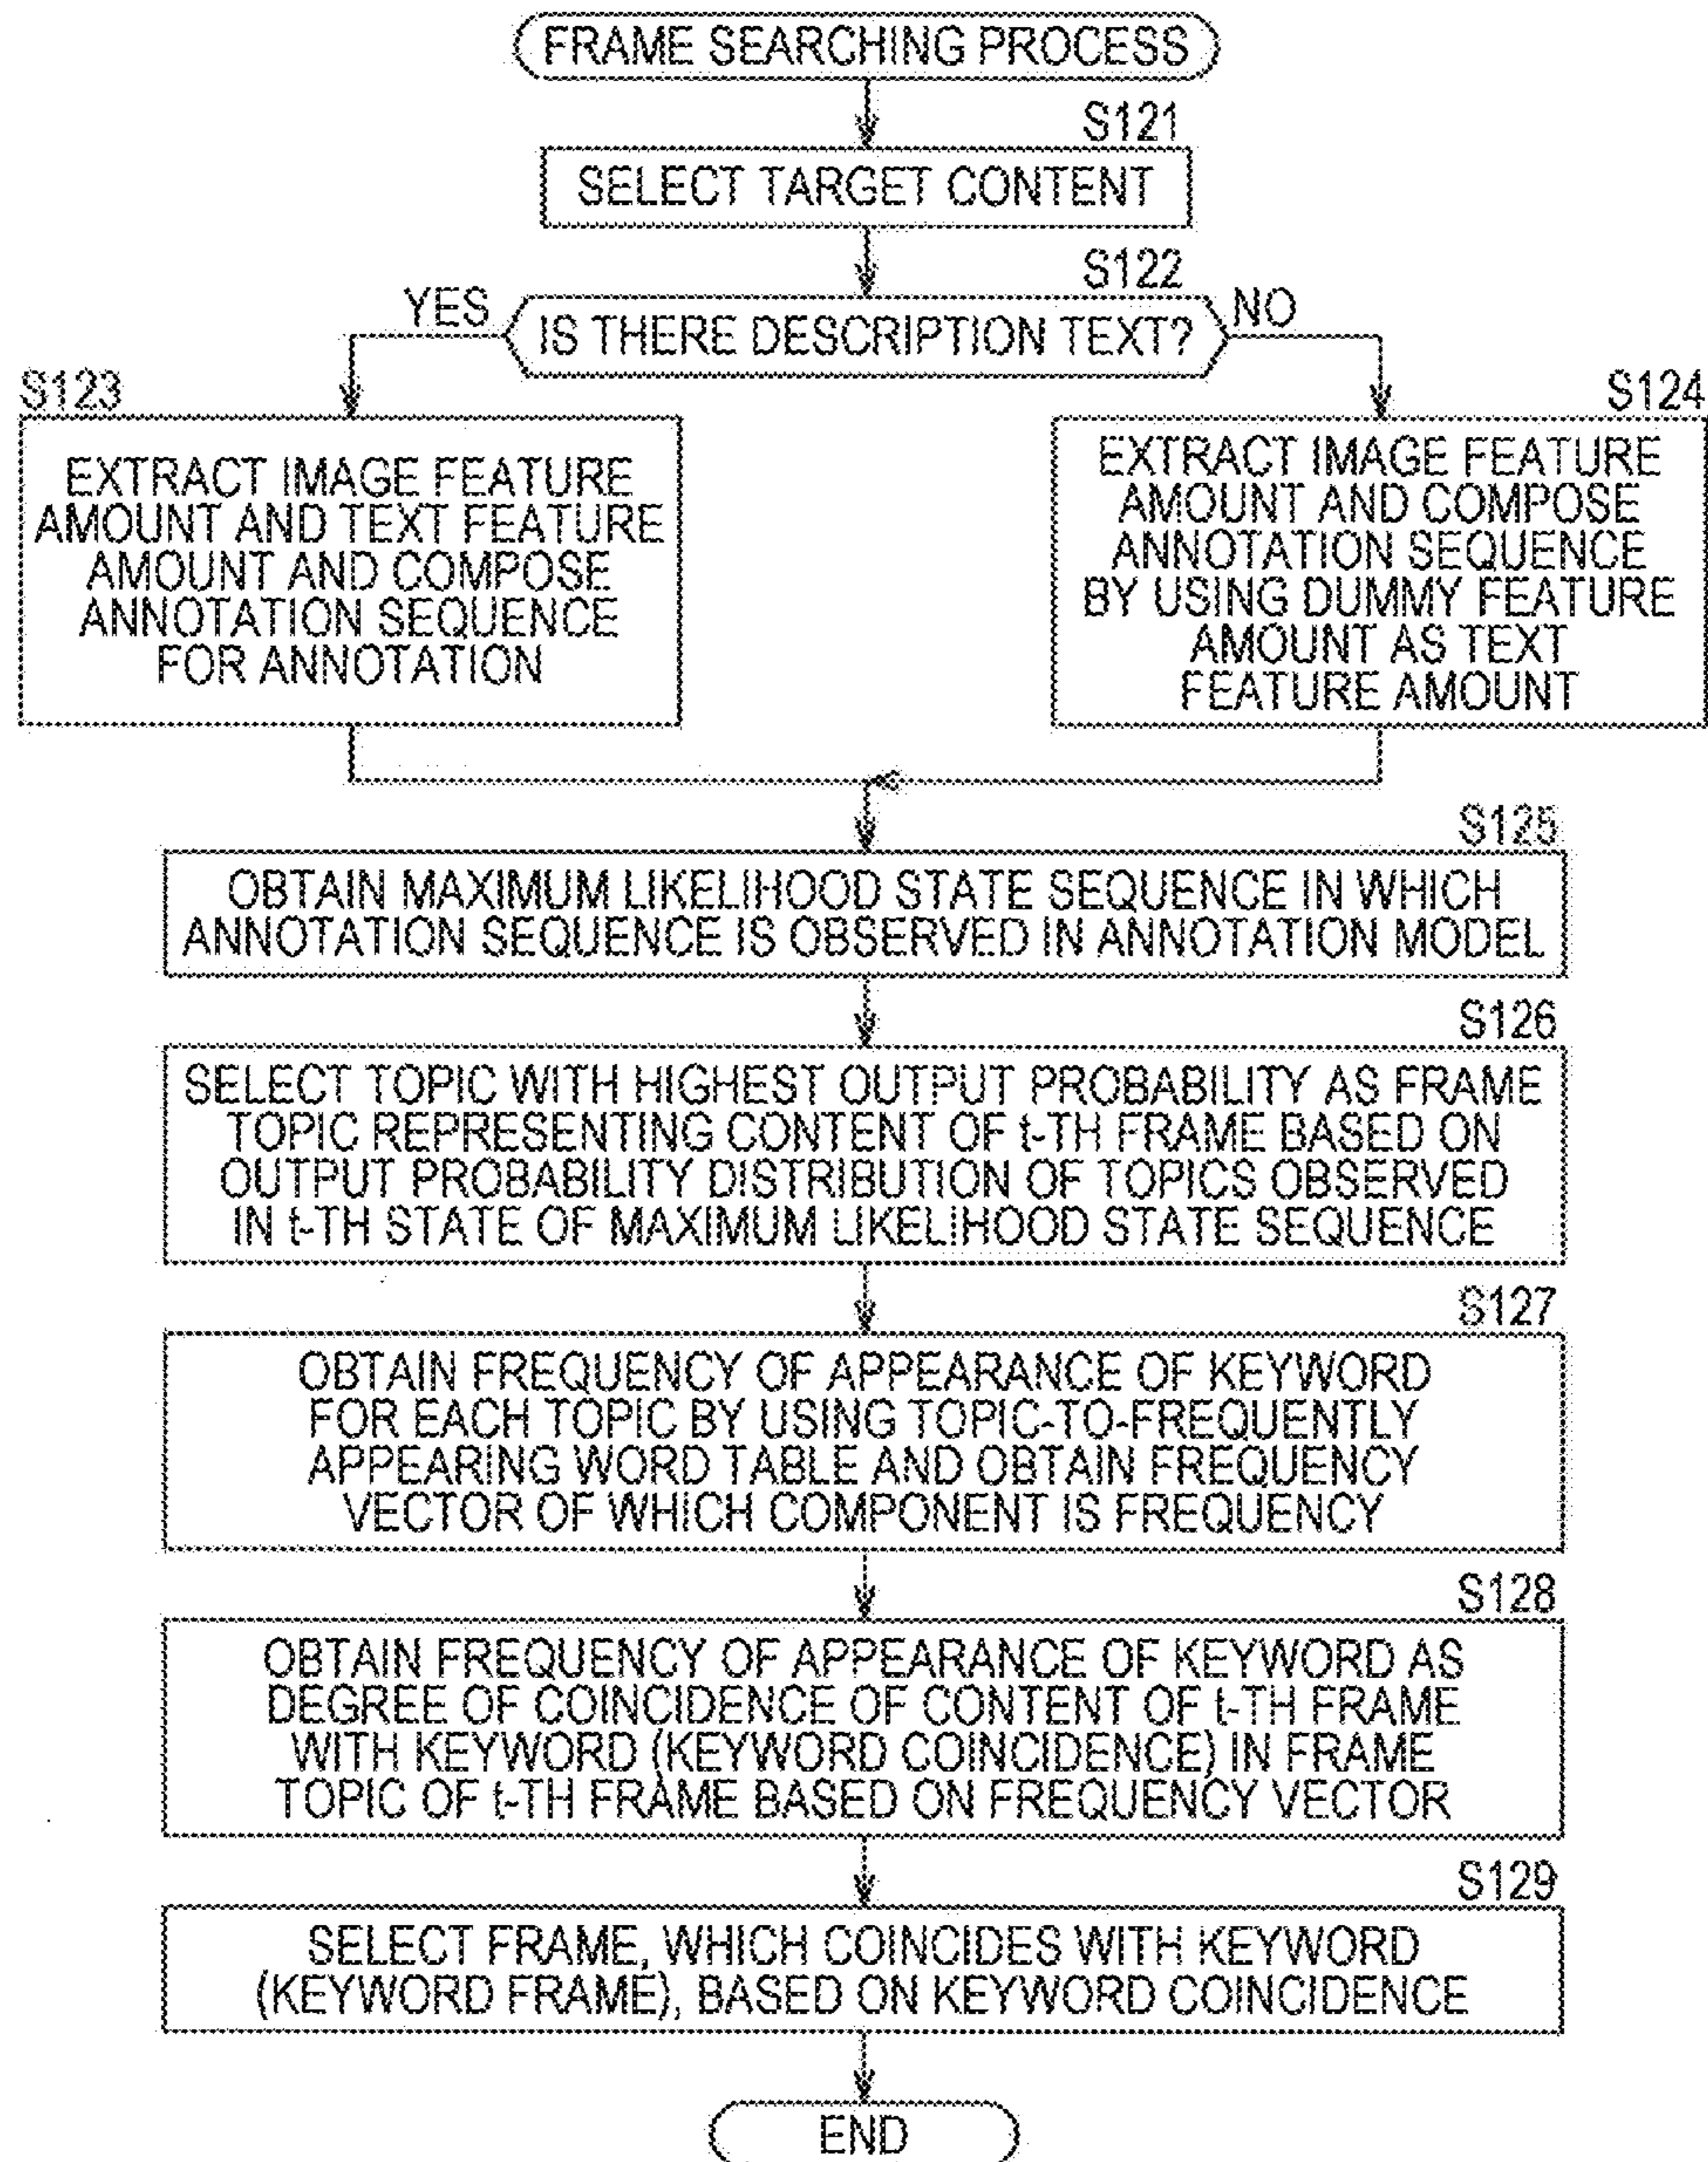 FRAME SEARCHING PROCESS
S121
SELECT TARGET CONTENT
S122
YES
IS THERE DESCRIPTION TEXT?
NO
S123
EXTRACT IMAGE FEATURE
AMOUNT AND TEXT FEATURE
AMOUNT AND COMPOSE
ANNOTATION SEQUENCE
FOR ANNOTATION
S124
EXTRACT IMAGE FEATURE
AMOUNT AND COMPOSE
ANNOTATION SEQUENCE
BY USING DUMMY FEATURE
AMOUNT AS TEXT
FEATURE AMOUNT
S125
OBTAIN MAXIMUM LIKELIHOOD STATE SEQUENCE IN WHICH
ANNOTATION SEQUENCE IS OBSERVED IN ANNOTATION MODEL
S126
SELECT TOPIC WITH HIGHEST OUTPUT PROBABILITY AS FRAME
TOPIC REPRESENTING CONTENT OF t-TH FRAME BASED ON
OUTPUT PROBABILITY DISTRIBUTION OF TOPICS OBSERVED
IN t-TH STATE OF MAXIMUM LIKELIHOOD STATE SEQUENCE
S127
OBTAIN FREQUENCY OF APPEARANCE OF KEYWORD
FOR EACH TOPIC BY USING TOPIC-TO-FREQUENTLY
APPEARING WORD TABLE AND OBTAIN FREQUENCY
VECTOR OF WHICH COMPONENT IS FREQUENCY
S128
OBTAIN FREQUENCY OF APPEARANCE OF KEYWORD AS
DEGREE OF COINCIDENCE OF CONTENT OF t-TH FRAME
WITH KEYWORD (KEYWORD COINCIDENCE) IN FRAME
TOPIC OF t-TH FRAME BASED ON FREQUENCY VECTOR
S129
SELECT FRAME, WHICH COINCIDES WITH KEYWORD
(KEYWORD FRAME), BASED ON KEYWORD COINCIDENCE
END